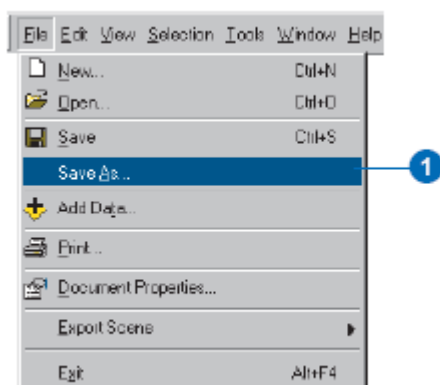 File Edit View Selection Tools Window Help
New... Ctrl+N
Open... Ctrl+O
Save Ctrl+S
Save As... 1
Add Data...
Print...
Document Properties...
Export Scene
Exit Alt+F4